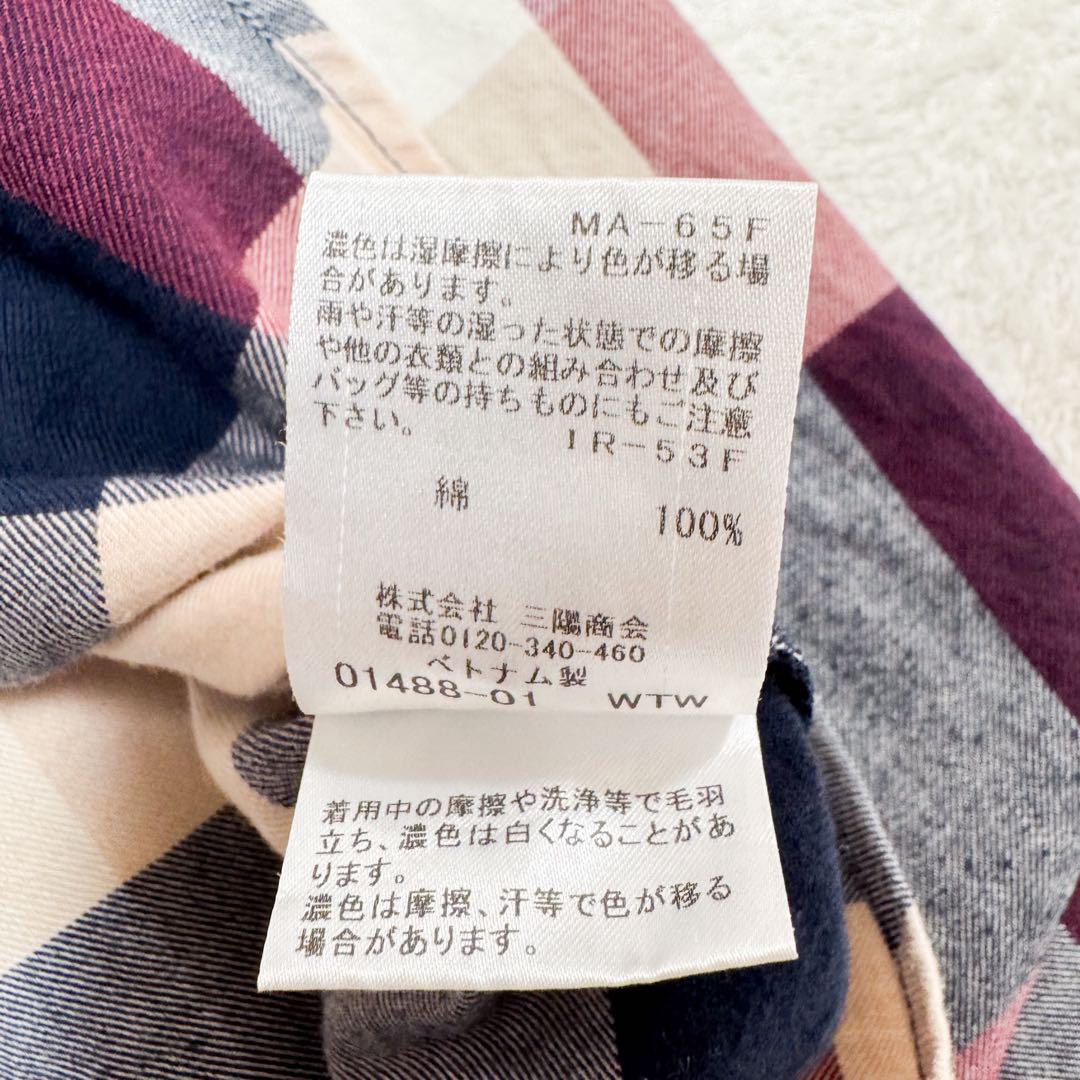 MA-65F
濃色は湿摩擦により色が移る場
合があります。
雨や汗等の湿った状態での摩擦
や他の衣類との組み合わせ及び
バッグ等の持ちものにもご注意
下さい。
IR-53F
綿 100%
株式会社 三陽商会
電話0120-340-460
ベトナム製
01488-01 WTW
着用中の摩擦や洗浄等で毛羽
立ち、濃色は白くなることがあ
ります。
濃色は摩擦、汗等で色が移る
場合があります。